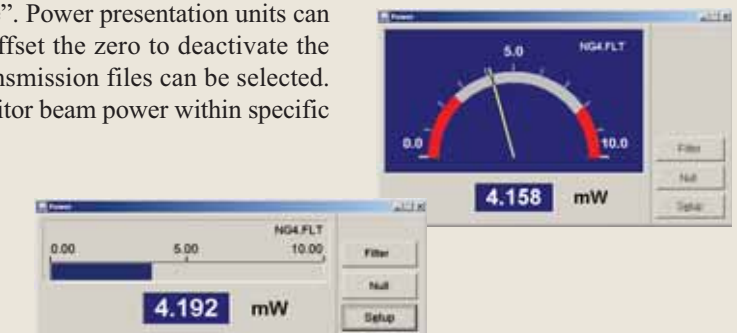 ”. Power presentation units can
ffset the zero to deactivate the
nsmission files can be selected.
itor beam power within specific
Power
5.0
NG4.FLT
0.0
10.0
4.158 mW
Filter
Null
Setup
Power
NG4.FLT
0.00 5.00 10.00
4.192 mW
Filter
Null
Setup